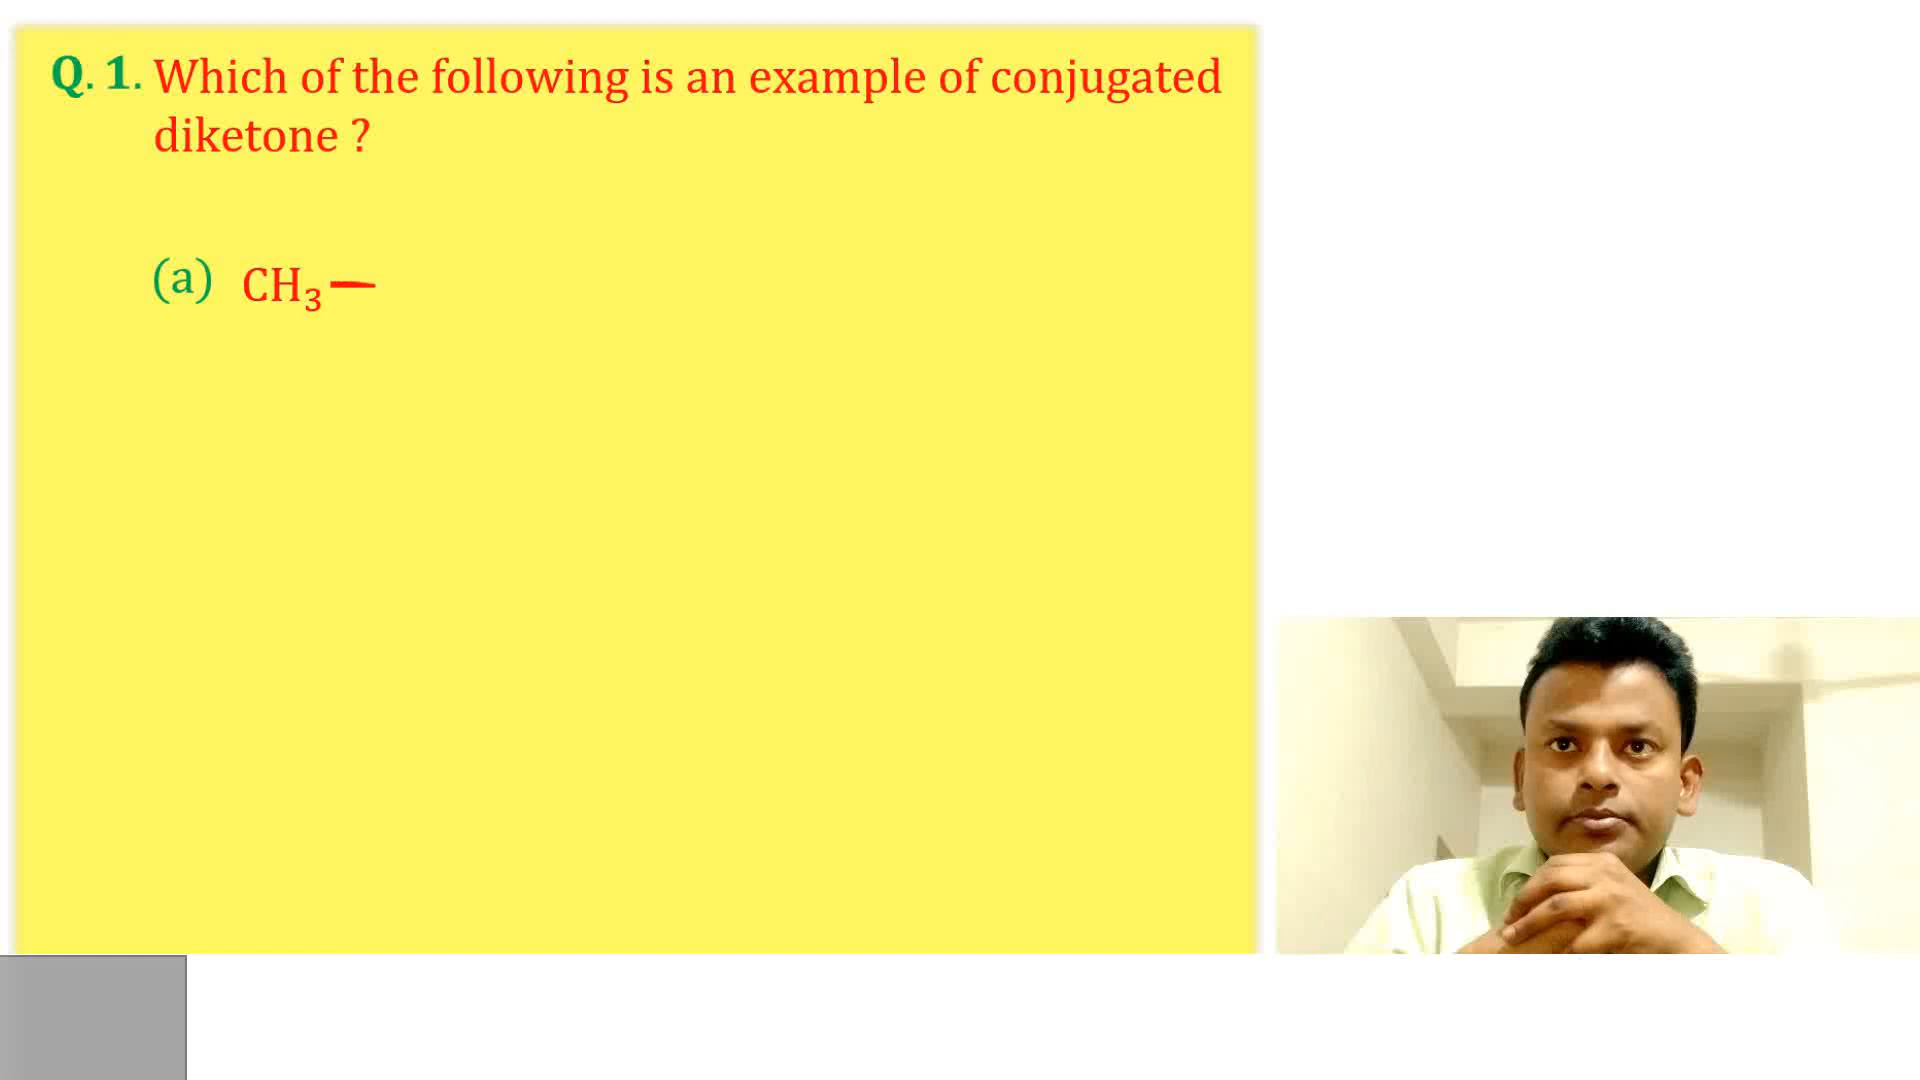 Q. 1. Which of the following is an example of conjugated
diketone ?
(a) CH₃—